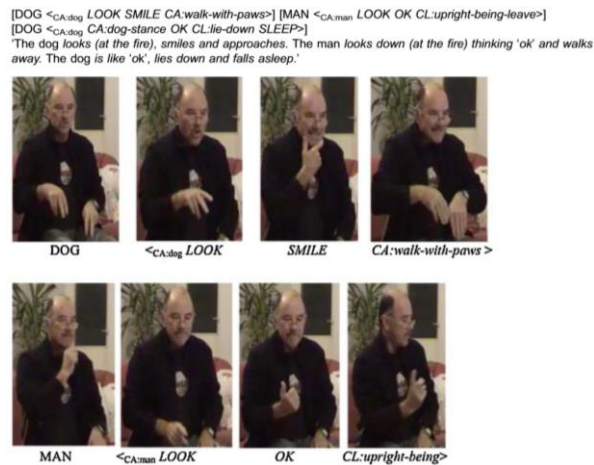 [DOG <CA:dog LOOK SMILE CA:walk-with-paws>] [MAN <CA:man LOOK OK CL:upright-being-leave>]
[DOG <CA:dog CA:dog-stance OK CL:lie-down SLEEP>]
'The dog looks (at the fire), smiles and approaches. The man looks down (at the fire) thinking 'ok' and walks
away. The dog is like 'ok', lies down and falls asleep.'
DOG <CA:dog LOOK SMILE CA:walk-with-paws >
MAN <CA:man LOOK OK CL:upright-being>